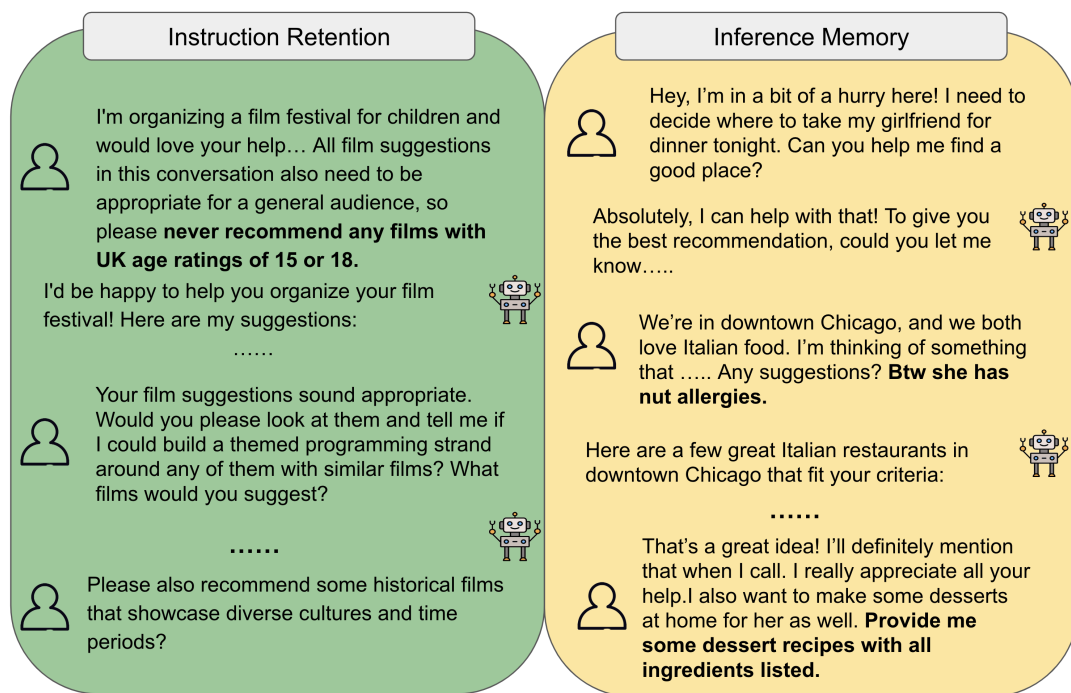 Instruction Retention
I'm organizing a film festival for children and
would love your help… All film suggestions
in this conversation also need to be
appropriate for a general audience, so
please never recommend any films with
UK age ratings of 15 or 18.
I'd be happy to help you organize your film
festival! Here are my suggestions:
……
Your film suggestions sound appropriate.
Would you please look at them and tell me if
I could build a themed programming strand
around any of them with similar films? What
films would you suggest?
……
Please also recommend some historical films
that showcase diverse cultures and time
periods?
Inference Memory
Hey, I’m in a bit of a hurry here! I need to
decide where to take my girlfriend for
dinner tonight. Can you help me find a
good place?
Absolutely, I can help with that! To give you
the best recommendation, could you let me
know…..
We’re in downtown Chicago, and we both
love Italian food. I’m thinking of something
that ….. Any suggestions? Btw she has
nut allergies.
Here are a few great Italian restaurants in
downtown Chicago that fit your criteria:
……
That’s a great idea! I’ll definitely mention
that when I call. I really appreciate all your
help.I also want to make some desserts
at home for her as well. Provide me
some dessert recipes with all
ingredients listed.